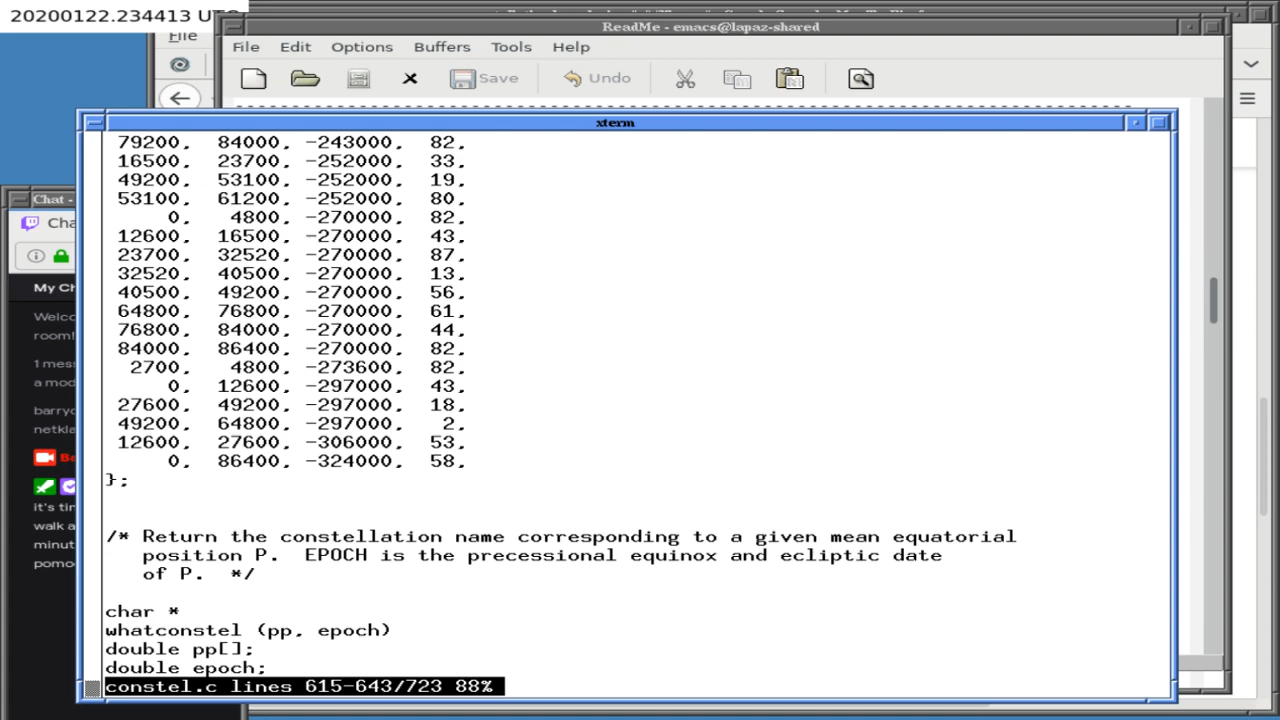 20200122.234413 UTC
ReadMe - emacs@lapaz-shared
File
File Edit Options Buffers Tools Help
Save Undo
xterm
79200, 84000, -243000, 82,
16500, 23700, -252000, 33,
49200, 53100, -252000, 19,
53100, 61200, -252000, 80,
0, 4800, -270000, 82,
12600, 16500, -270000, 43,
23700, 32520, -270000, 87,
32520, 40500, -270000, 13,
40500, 49200, -270000, 56,
64800, 76800, -270000, 61,
76800, 84000, -270000, 44,
84000, 86400, -270000, 82,
2700, 4800, -273600, 82,
0, 12600, -297000, 43,
27600, 49200, -297000, 18,
49200, 64800, -297000, 2,
12600, 27600, -306000, 53,
0, 86400, -324000, 58,
};
/* Return the constellation name corresponding to a given mean equatorial
position P. EPOCH is the precessional equinox and ecliptic date
of P. */
char *
whatconstel (pp, epoch)
double pp[];
double epoch;
constel.c lines 615-643/723 88%
Chat -
Cha
My Ch
Welco
room!
1 mess
a mod
barryc
netkla
Ba
it's tim
walk a
minut
pomo